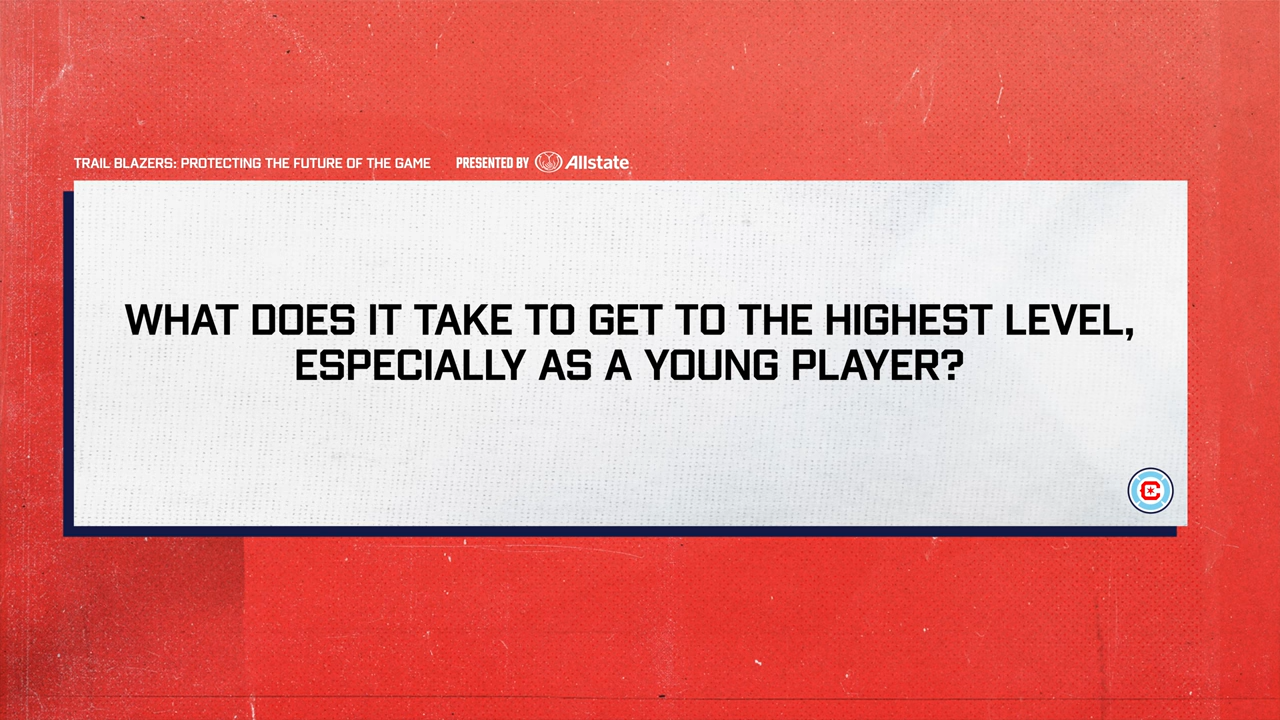 TRAIL BLAZERS: PROTECTING THE FUTURE OF THE GAME PRESENTED BY Allstate
WHAT DOES IT TAKE TO GET TO THE HIGHEST LEVEL,
ESPECIALLY AS A YOUNG PLAYER?
C